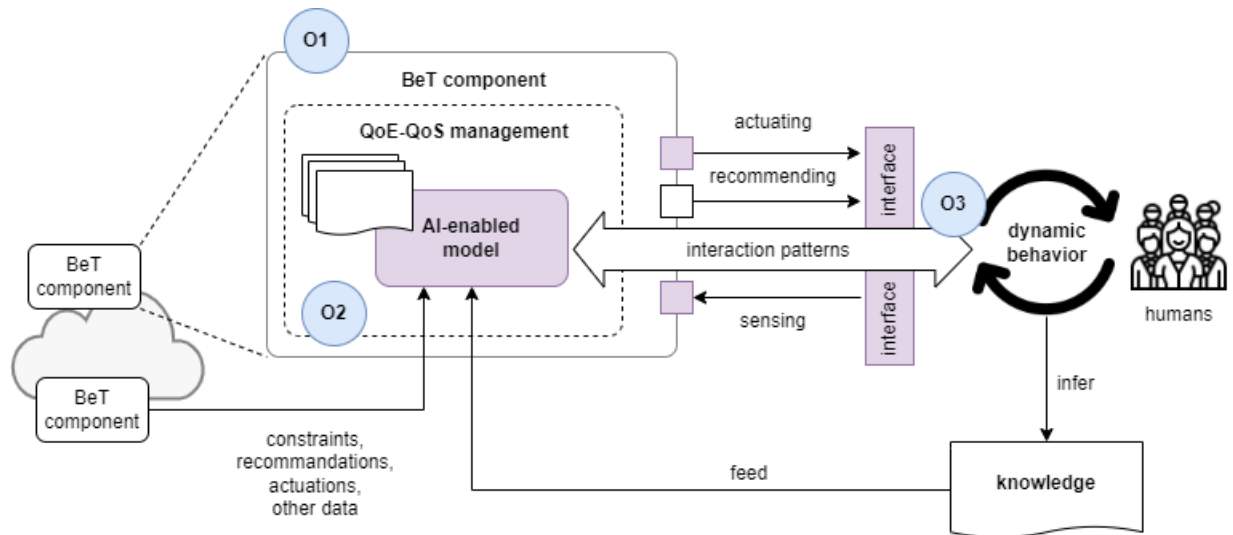 O1
BeT component
QoE-QoS management
AI-enabled
model
O2
actuating
recommending
interaction patterns
sensing
interface
interface
O3
dynamic
behavior
humans
BeT
component
BeT
component
constraints,
recommandations,
actuations,
other data
infer
feed
knowledge